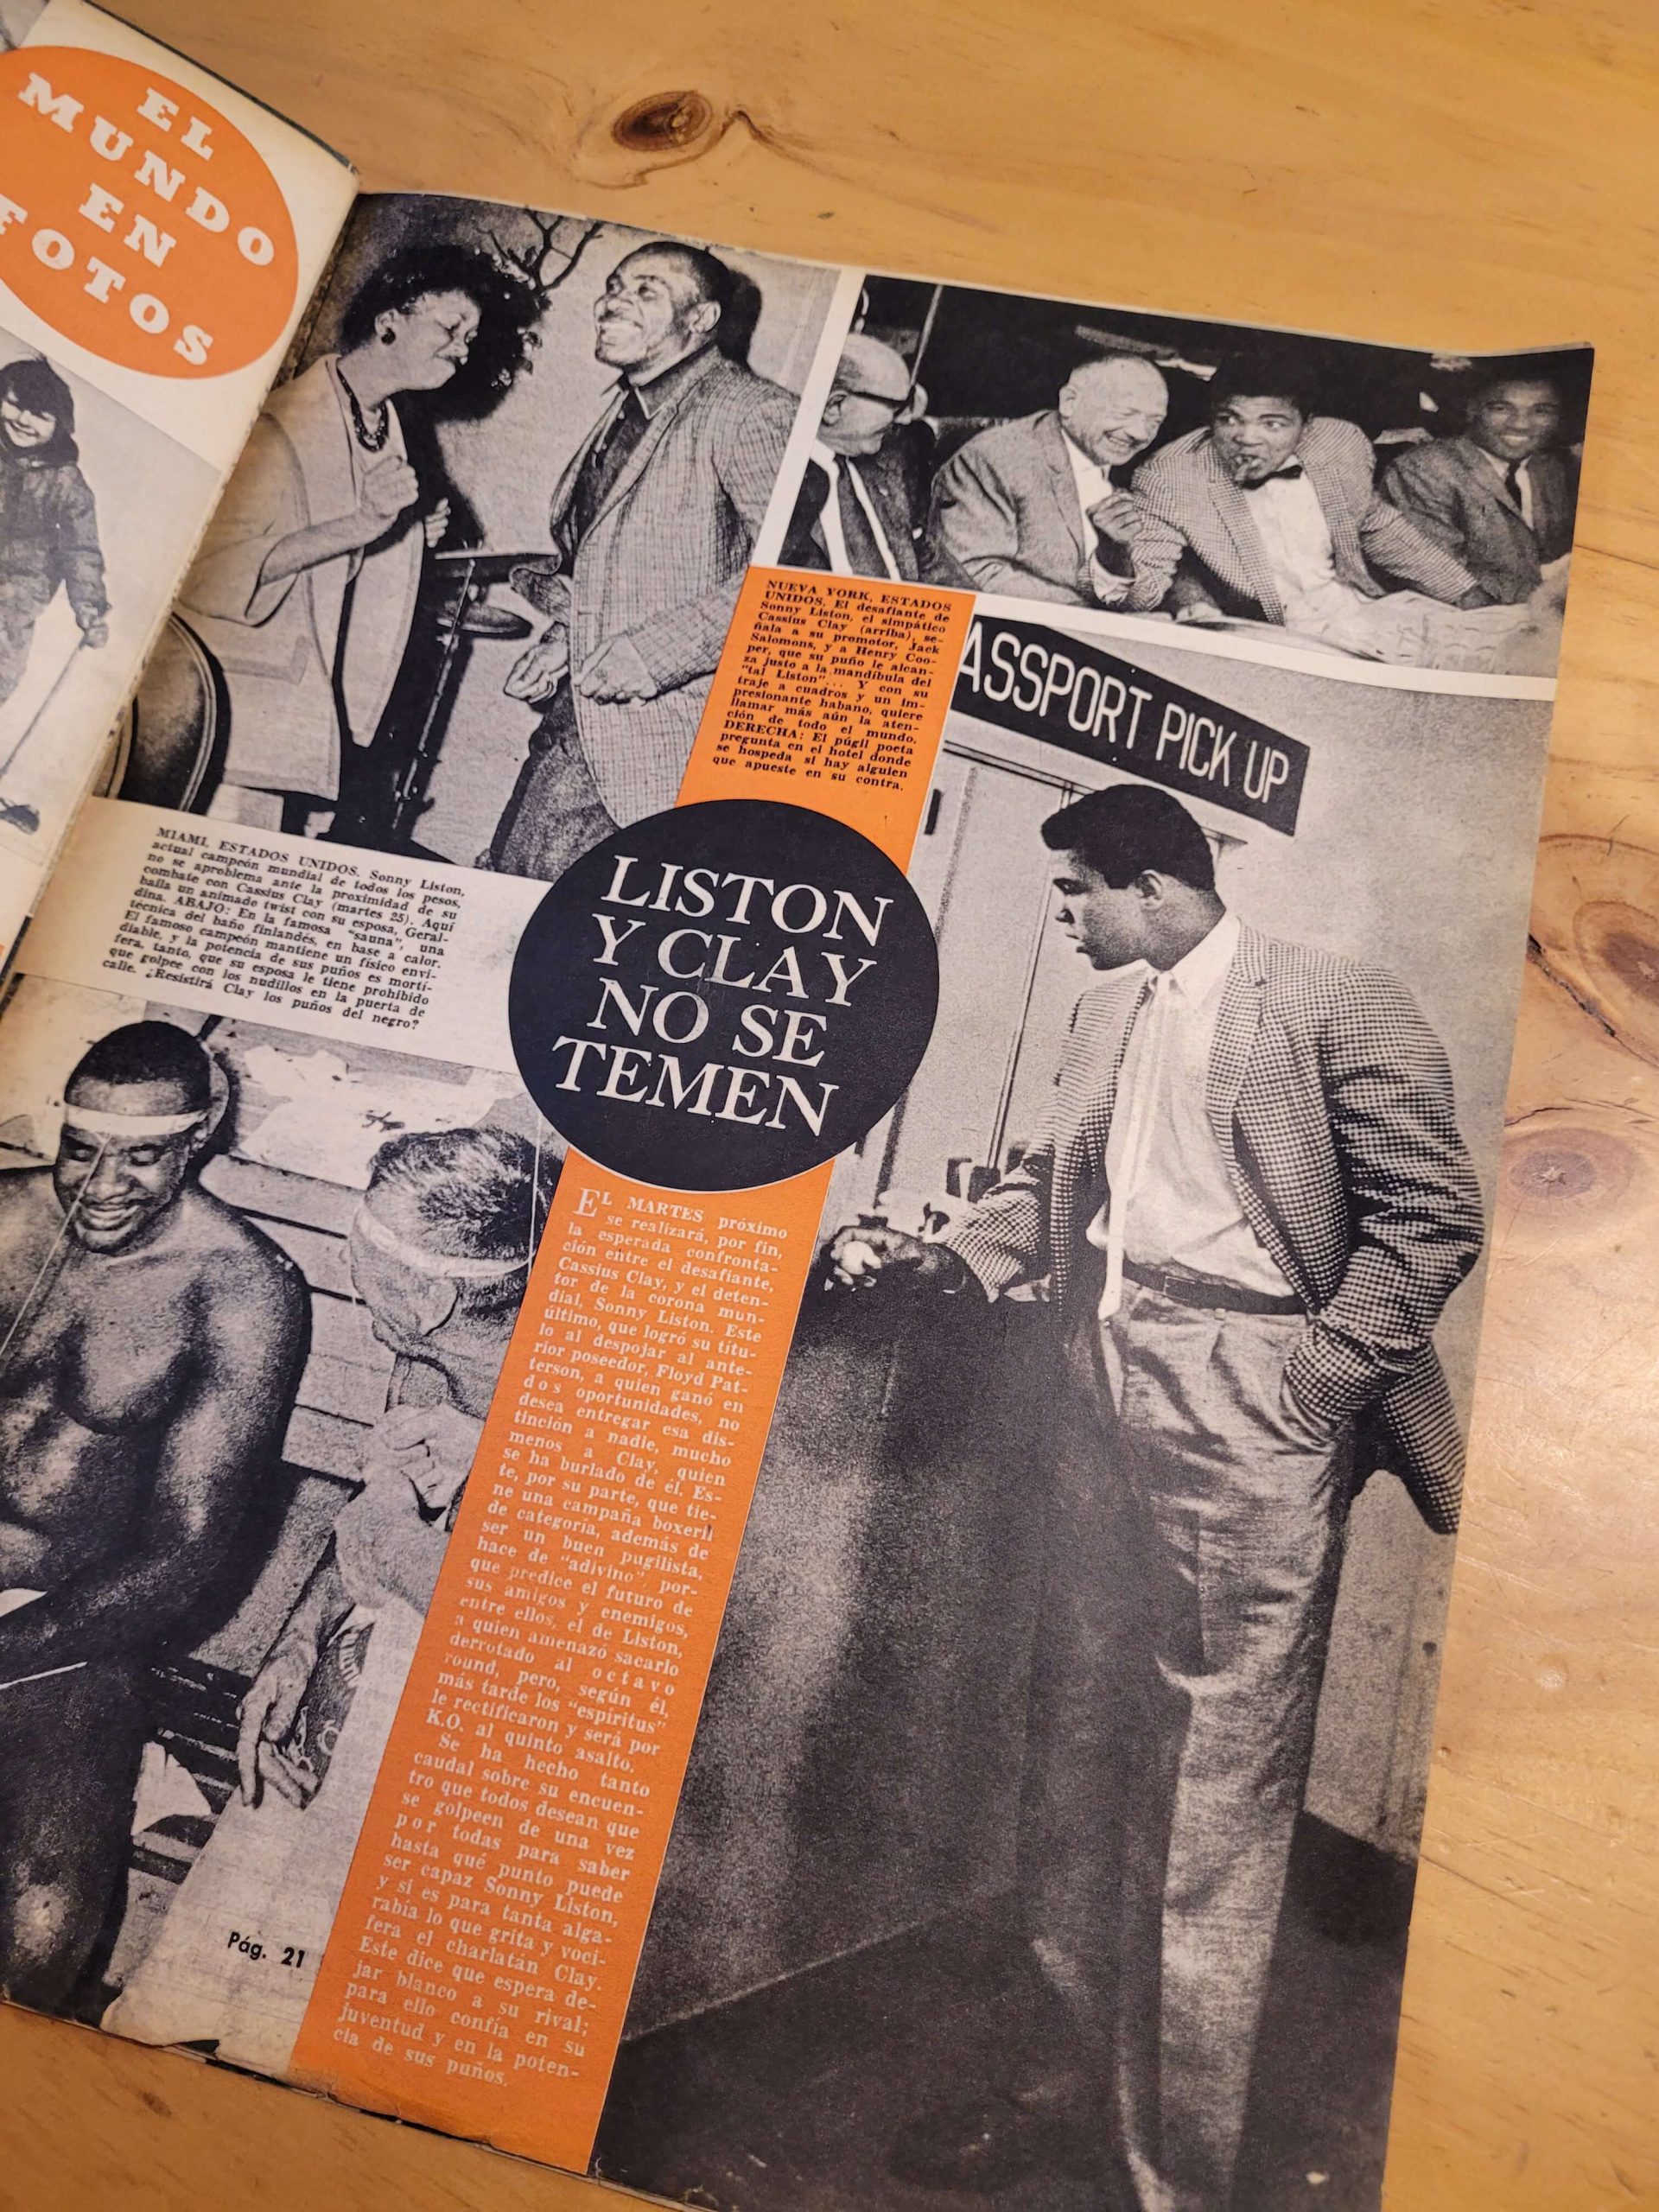 EL
MUNDO
EN
FOTOS
NUEVA YORK, ESTADOS
UNIDOS. El desafiante de
Sonny Liston, el simpático
Cassius Clay (arriba), se-
ñala a su promotor, Jack
Salomons, y a Henry Coo-
per, que su puño le alcan-
za justo a la mandíbula del
"tal Liston"... Y con su
traje a cuadros y un im-
presionante habano, quiere
llamar más aún la aten-
ción de todo el mundo.
DERECHA: El púgil poeta
pregunta en el hotel donde
se hospeda si hay alguien
que apueste en su contra.
ASSPORT PICK UP
MIAMI, ESTADOS UNIDOS. Sonny Liston,
actual campeón mundial de todos los pesos,
no se aproblema ante la proximidad de su
combate con Cassius Clay (martes 25). Aquí
baila un animado twist con su esposa, Geral-
dina. ABAJO: En la famosa "sauna", una
técnica del baño finlandés, en base a calor.
El famoso campeón mantiene un físico envi-
diable, y la potencia de sus puños es mortí-
fera, tanto, que su esposa le tiene prohibido
que golpee con los nudillos en la puerta de
calle. ¿Resistirá Clay los puños del negro?
LISTON
Y CLAY
NO SE
TEMEN
EL MARTES próximo
se realizará, por fin,
la esperada confronta-
ción entre el desafiante,
Cassius Clay, y el deten-
tor de la corona mun-
dial, Sonny Liston. Este
último, que logró su títu-
lo al despojar al ante-
rior poseedor, Floyd Pat-
terson, a quien ganó en
dos oportunidades, no
desea entregar esa dis-
tinción a nadie, mucho
menos a Clay, quien
se ha burlado de él. Es-
te, por su parte, que tie-
ne una campaña boxeril
de categoría, además de
ser un buen pugilista,
hace de "adivino", por-
que predice el futuro de
sus amigos y enemigos,
entre ellos, el de Liston,
a quien amenazó sacarlo
derrotado al octavo
round, pero, según él,
más tarde los "espíritus"
le rectificaron y será por
K.O. al quinto asalto.
Se ha hecho tanto
caudal sobre su encuen-
tro que todos desean que
se golpeen de una vez
por todas para saber
hasta qué punto puede
ser capaz Sonny Liston,
y si es para tanta alga-
rabía lo que grita y voci-
fera el charlatán Clay.
Este dice que espera de-
jar blanco a su rival;
para ello confía en su
juventud y en la poten-
cia de sus puños.
Pág. 21